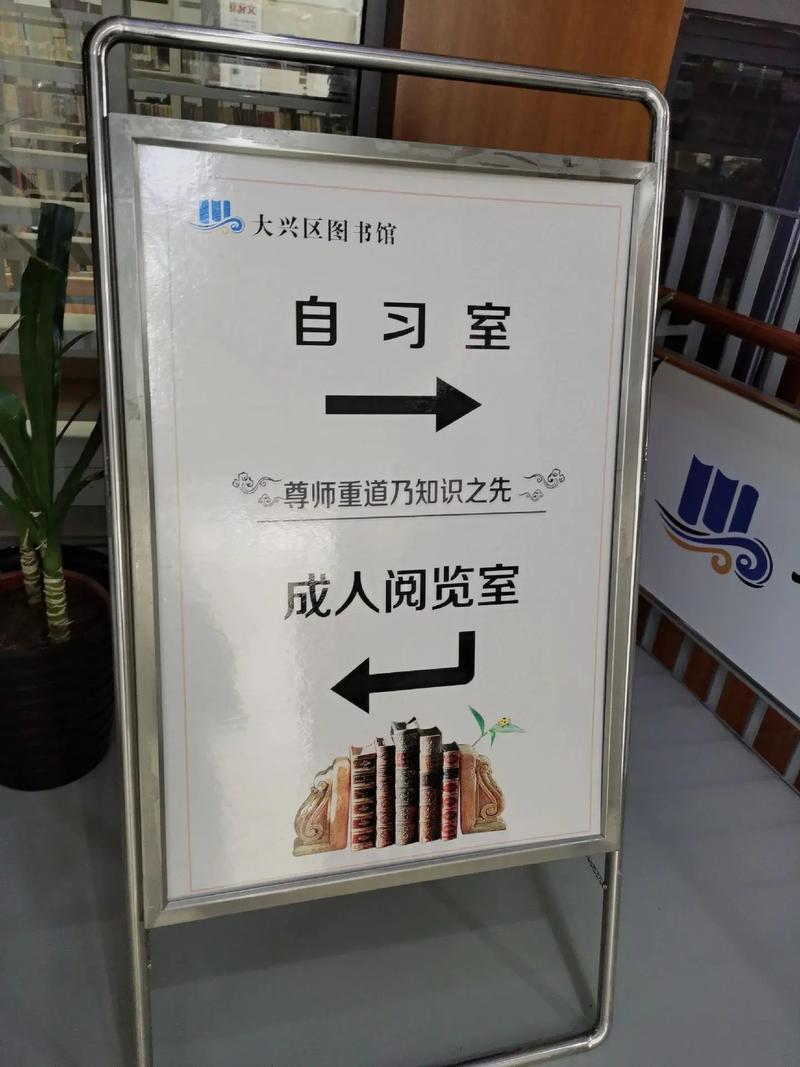 大兴区图书馆
自习室
尊师重道乃知识之先
成人阅览室